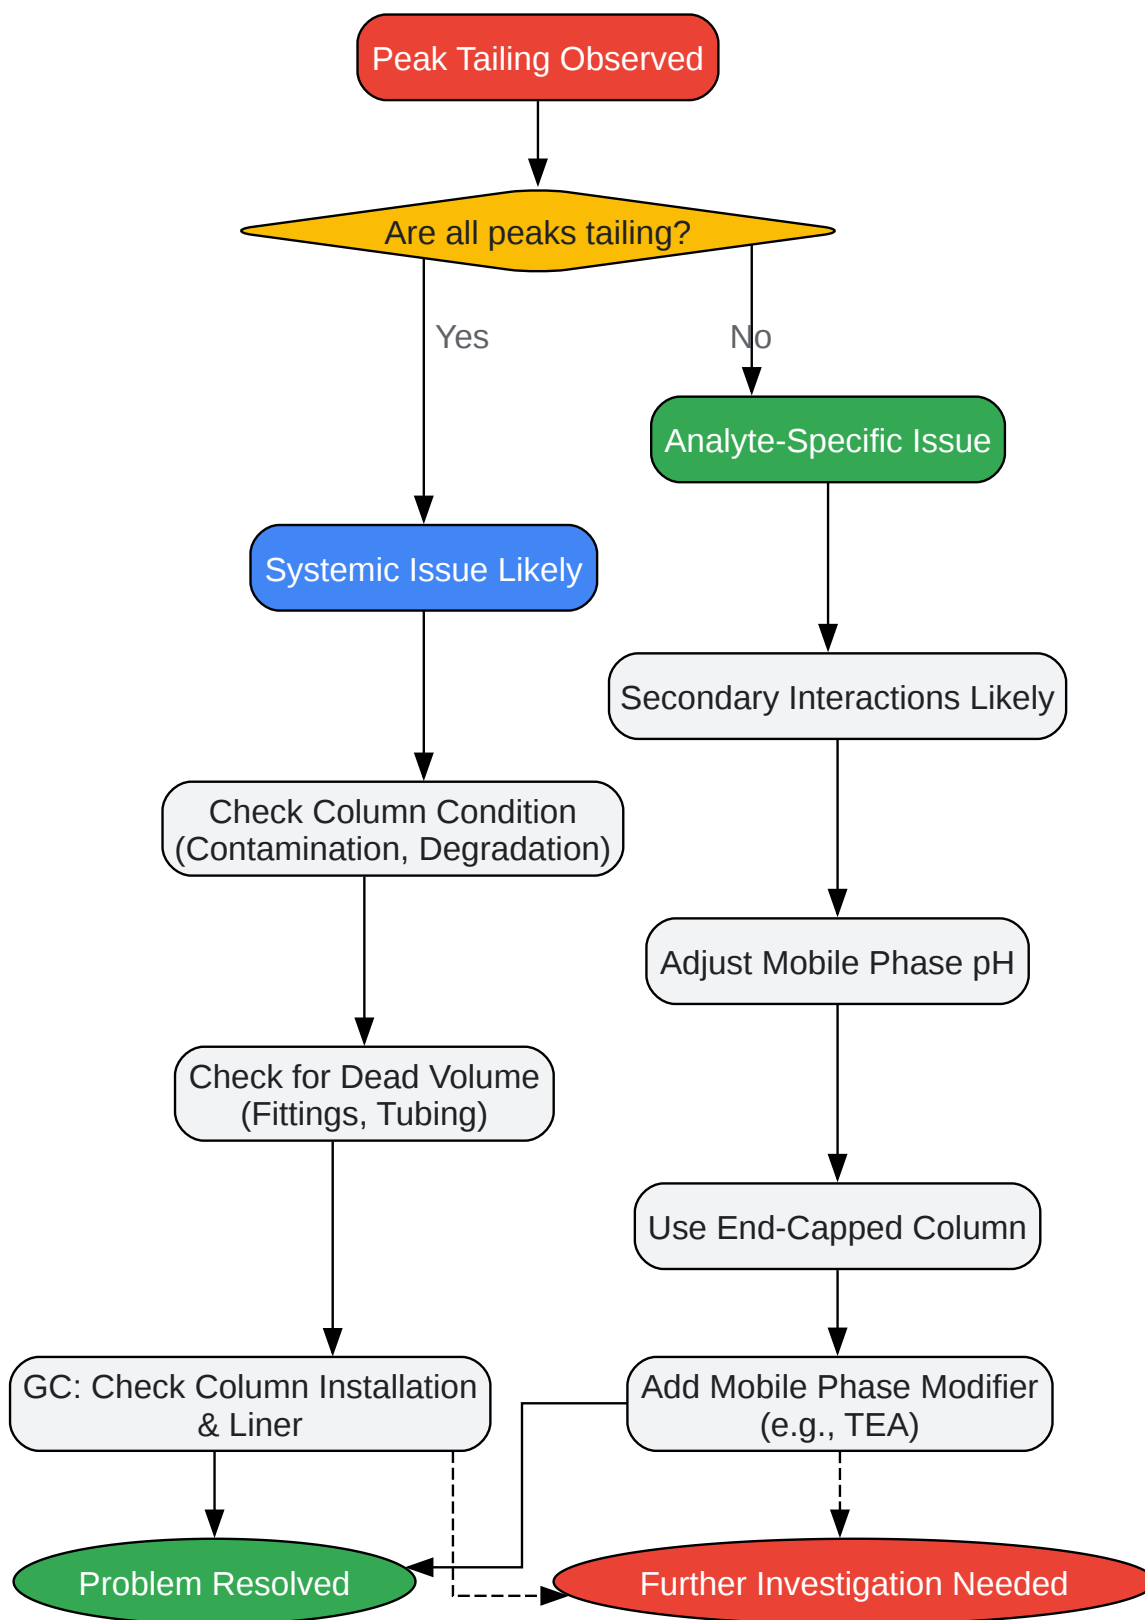 Peak Tailing Observed
Are all peaks tailing?
Yes
No
Analyte-Specific Issue
Systemic Issue Likely
Secondary Interactions Likely
Check Column Condition
(Contamination, Degradation)
Adjust Mobile Phase pH
Check for Dead Volume
(Fittings, Tubing)
Use End-Capped Column
GC: Check Column Installation
& Liner
Add Mobile Phase Modifier
(e.g., TEA)
Problem Resolved
Further Investigation Needed